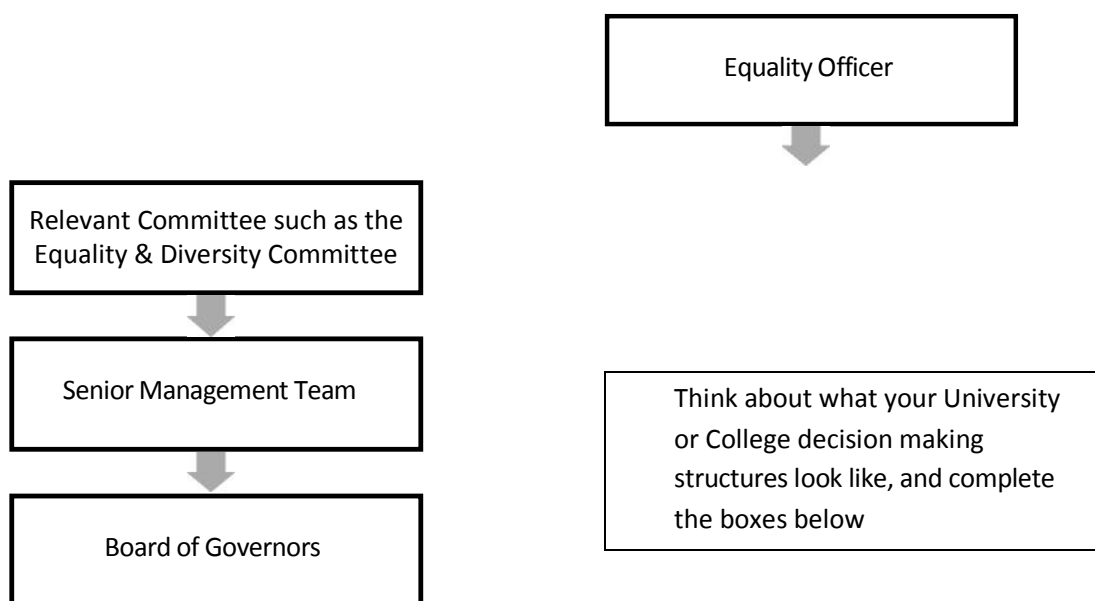 Equality Officer
Relevant Committee such as the
Equality & Diversity Committee
Senior Management Team
Think about what your University
or College decision making
structures look like, and complete
the boxes below
Board of Governors